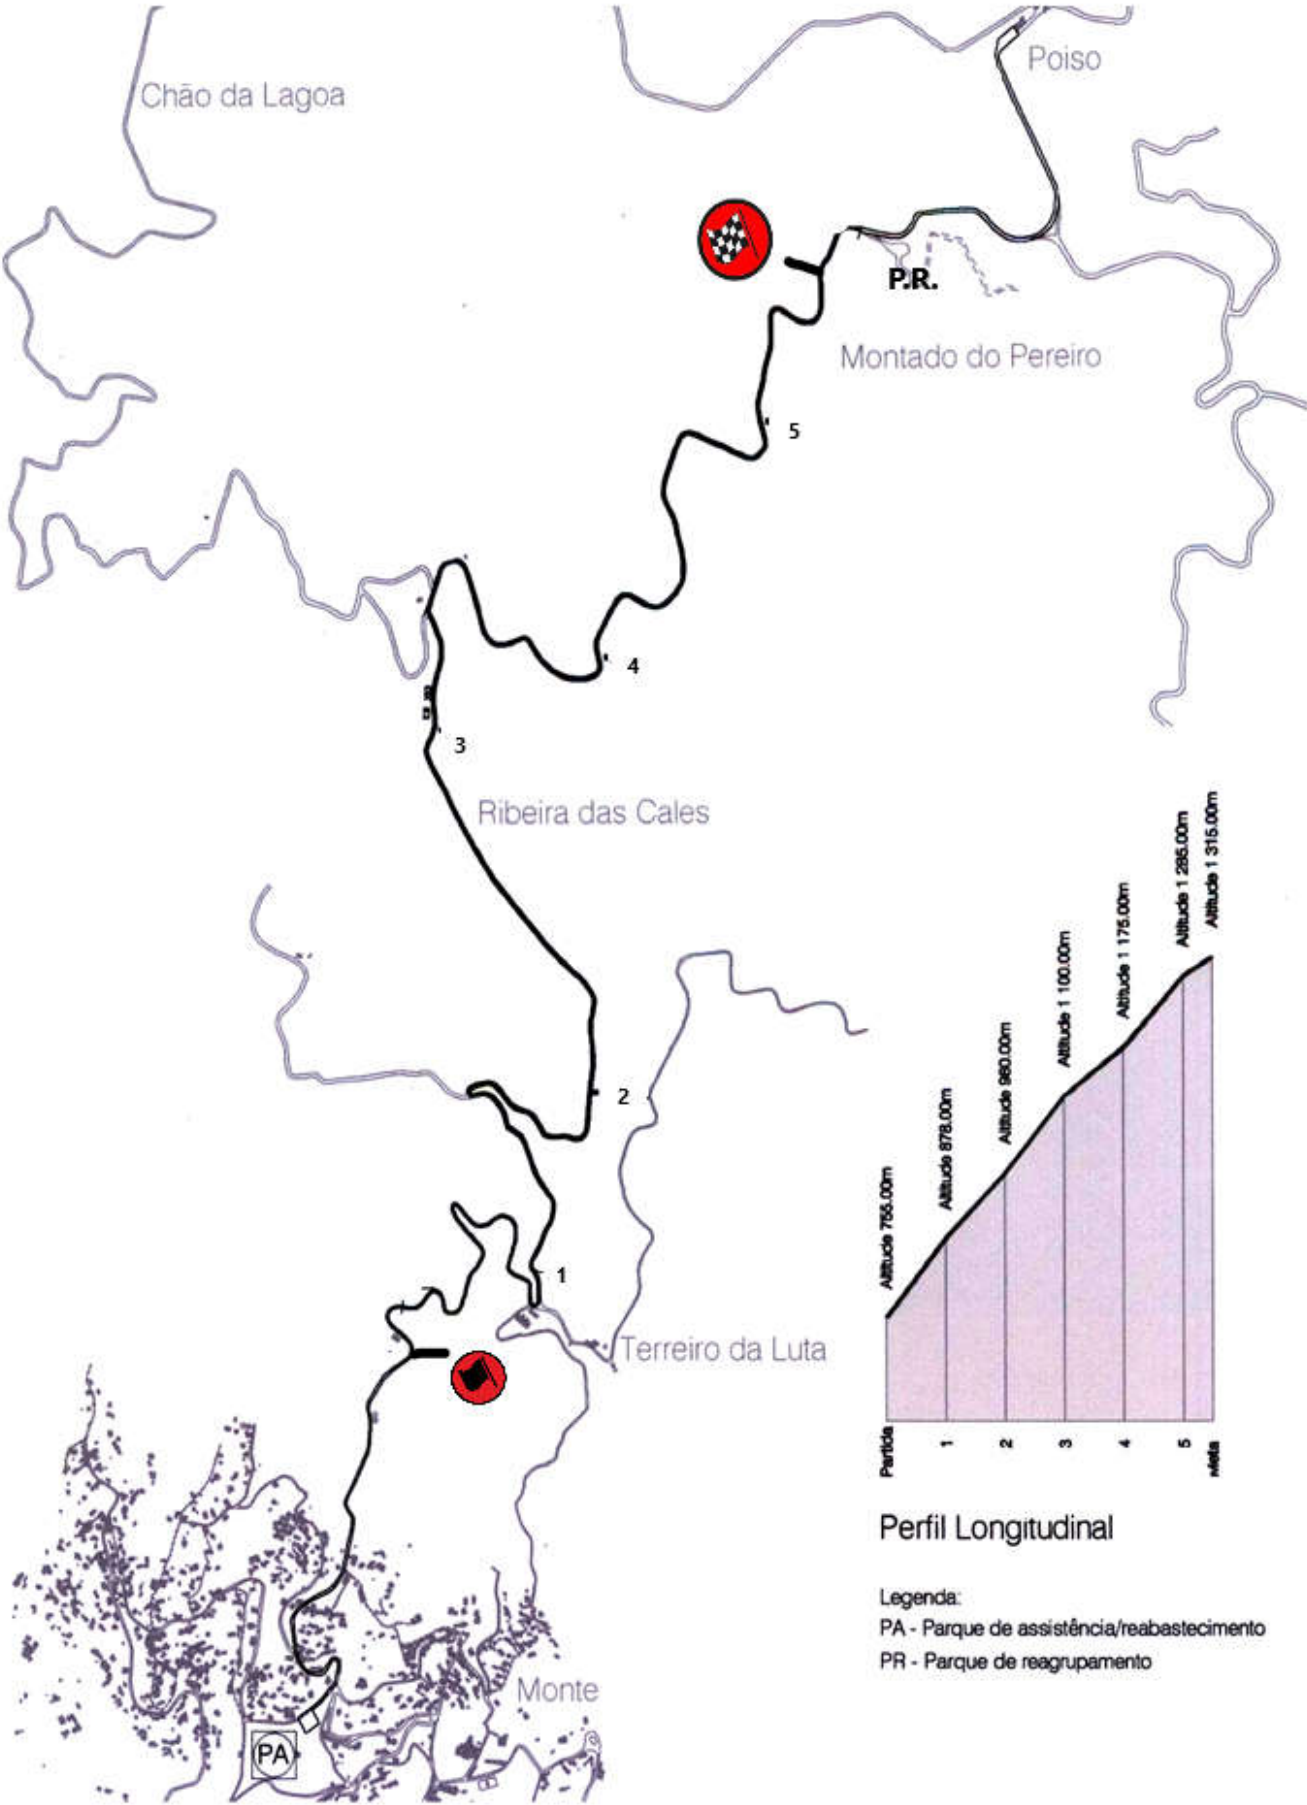 Poiso
Chão da Lagoa
P.R.
Montado do Pereiro
5
4
3
Ribeira das Cales
2
1
Terreiro da Luta
Monte
PA
Altitude 755.00m
Altitude 878.00m
Altitude 980.00m
Altitude 1 100.00m
Altitude 1 175.00m
Altitude 1 285.00m
Altitude 1 315.00m
Partida
1
2
3
4
5
Meta
Perfil Longitudinal
Legenda:
PA - Parque de assistência/reabastecimento
PR - Parque de reagrupamento